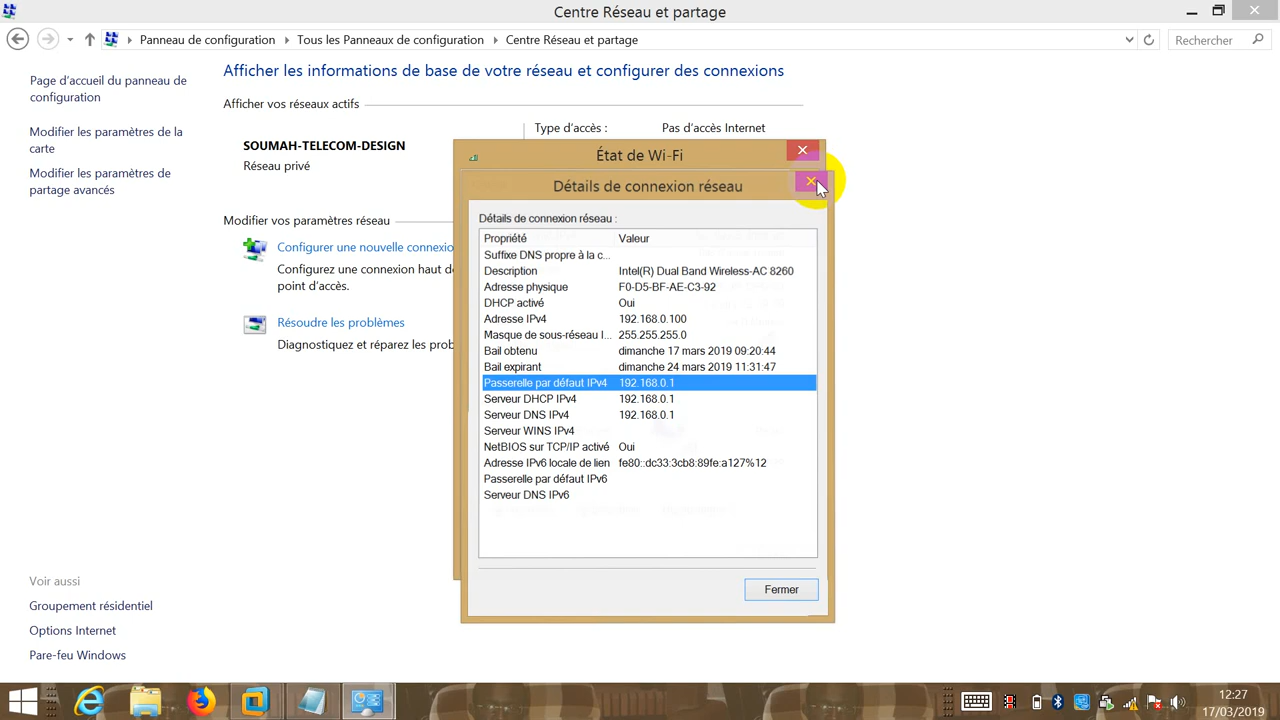 Centre Réseau et partage
Panneau de configuration
Tous les Panneaux de configuration
Centre Réseau et partage
Rechercher
Page d'accueil du panneau de
configuration
Modifier les paramètres de la
carte
Modifier les paramètres de
partage avancés
Afficher les informations de base de votre réseau et configurer des connexions
Afficher vos réseaux actifs
SOUMAH-TELECOM-DESIGN
Réseau privé
Type d'accès : Pas d'accès Internet
Modifier vos paramètres réseau
Configurer une nouvelle connexio
Configurez une connexion haut de
point d'accès.
Résoudre les problèmes
Diagnostiquez et réparez les prob
État de Wi-Fi
Détails de connexion réseau
Détails de connexion réseau :
Propriété Valeur
Suffixe DNS propre à la c...
Description Intel(R) Dual Band Wireless-AC 8260
Adresse physique F0-D5-BF-AE-C3-92
DHCP activé Oui
Adresse IPv4 192.168.0.100
Masque de sous-réseau I... 255.255.255.0
Bail obtenu dimanche 17 mars 2019 09:20:44
Bail expirant dimanche 24 mars 2019 11:31:47
Passerelle par défaut IPv4 192.168.0.1
Serveur DHCP IPv4 192.168.0.1
Serveur DNS IPv4 192.168.0.1
Serveur WINS IPv4
NetBIOS sur TCP/IP activé Oui
Adresse IPv6 locale de lien fe80::dc33:3cb8:89fe:a127%12
Passerelle par défaut IPv6
Serveur DNS IPv6
Fermer
Voir aussi
Groupement résidentiel
Options Internet
Pare-feu Windows
12:27
17/03/2019